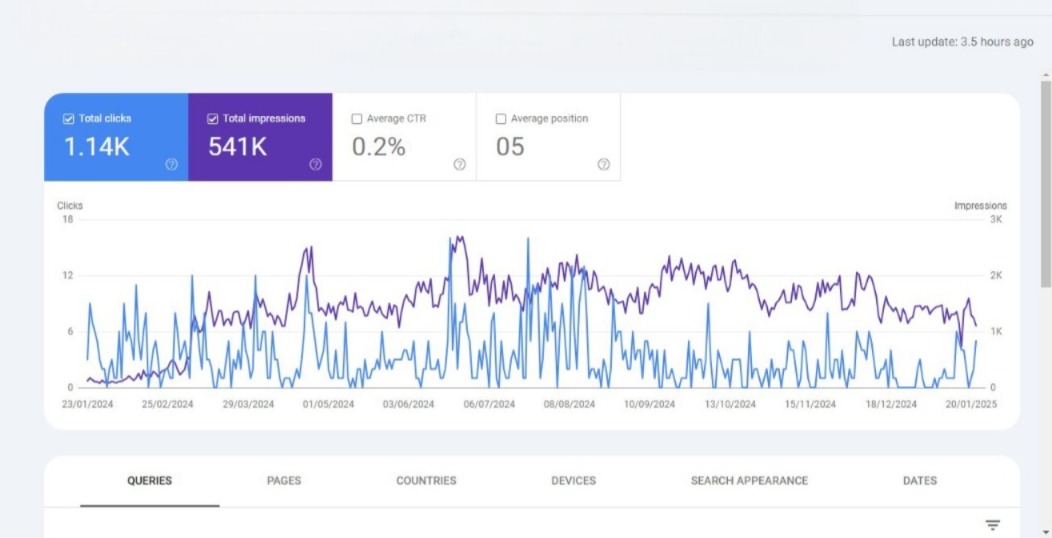 Last update: 3.5 hours ago
Total clicks
1.14K
Total impressions
541K
Average CTR
0.2%
Average position
05
Clicks
Impressions
18
3K
12
2K
6
1K
0
0
23/01/2024 25/02/2024 29/03/2024 01/05/2024 03/06/2024 06/07/2024 08/08/2024 10/09/2024 13/10/2024 15/11/2024 18/12/2024 20/01/2025
QUERIES PAGES COUNTRIES DEVICES SEARCH APPEARANCE DATES